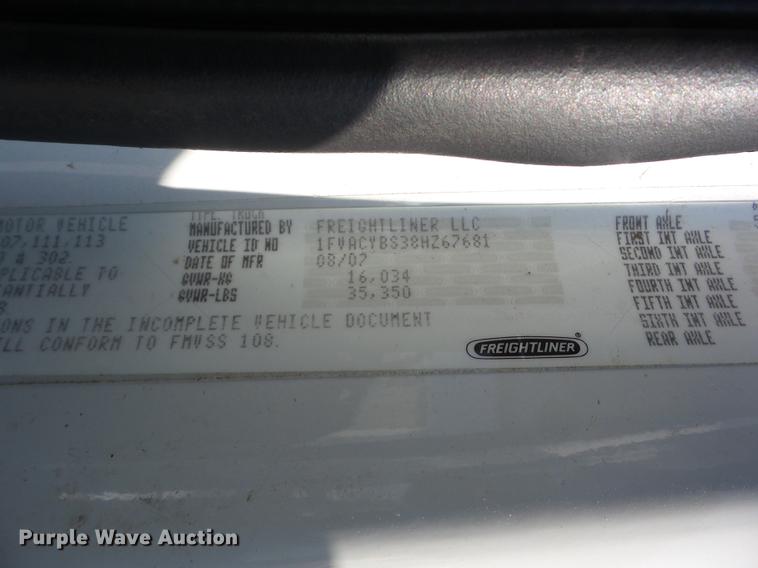 MOTOR VEHICLE
07,111,113
& 302
APPLICABLE TO
ANTIALLY
TYPE TRUCK
MANUFACTURED BY FREIGHTLINER LLC
VEHICLE ID NO 1FVACYBS38HZ67681
DATE OF MFR 08/07
GVWR-KG 16,034
GVWR-LBS 35,350
ONS IN THE INCOMPLETE VEHICLE DOCUMENT
ILL CONFORM TO FMVSS 108.
FREIGHTLINER
FRONT AXLE
FIRST INT AXLE
SECOND INT AXLE
THIRD INT AXLE
FOURTH INT AXLE
FIFTH INT AXLE
SIXTH INT AXLE
REAR AXLE
Purple Wave Auction